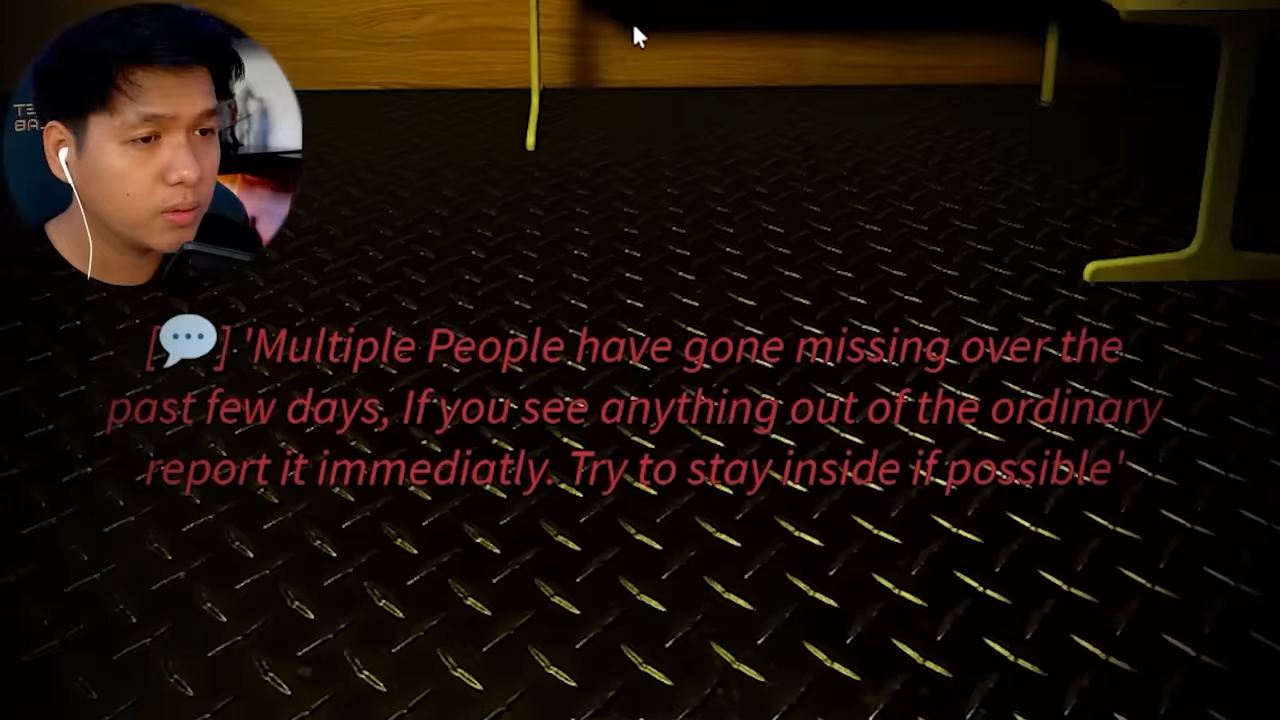 [💬] 'Multiple People have gone missing over the
past few days, If you see anything out of the ordinary
report it immediatly. Try to stay inside if possible'